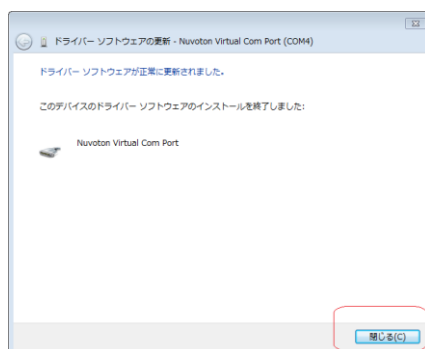 ドライバー ソフトウェアの更新 - Nuvoton Virtual Com Port (COM4)
ドライバー ソフトウェアが正常に更新されました。
このデバイスのドライバー ソフトウェアのインストールを終了しました:
Nuvoton Virtual Com Port
閉じる(C)